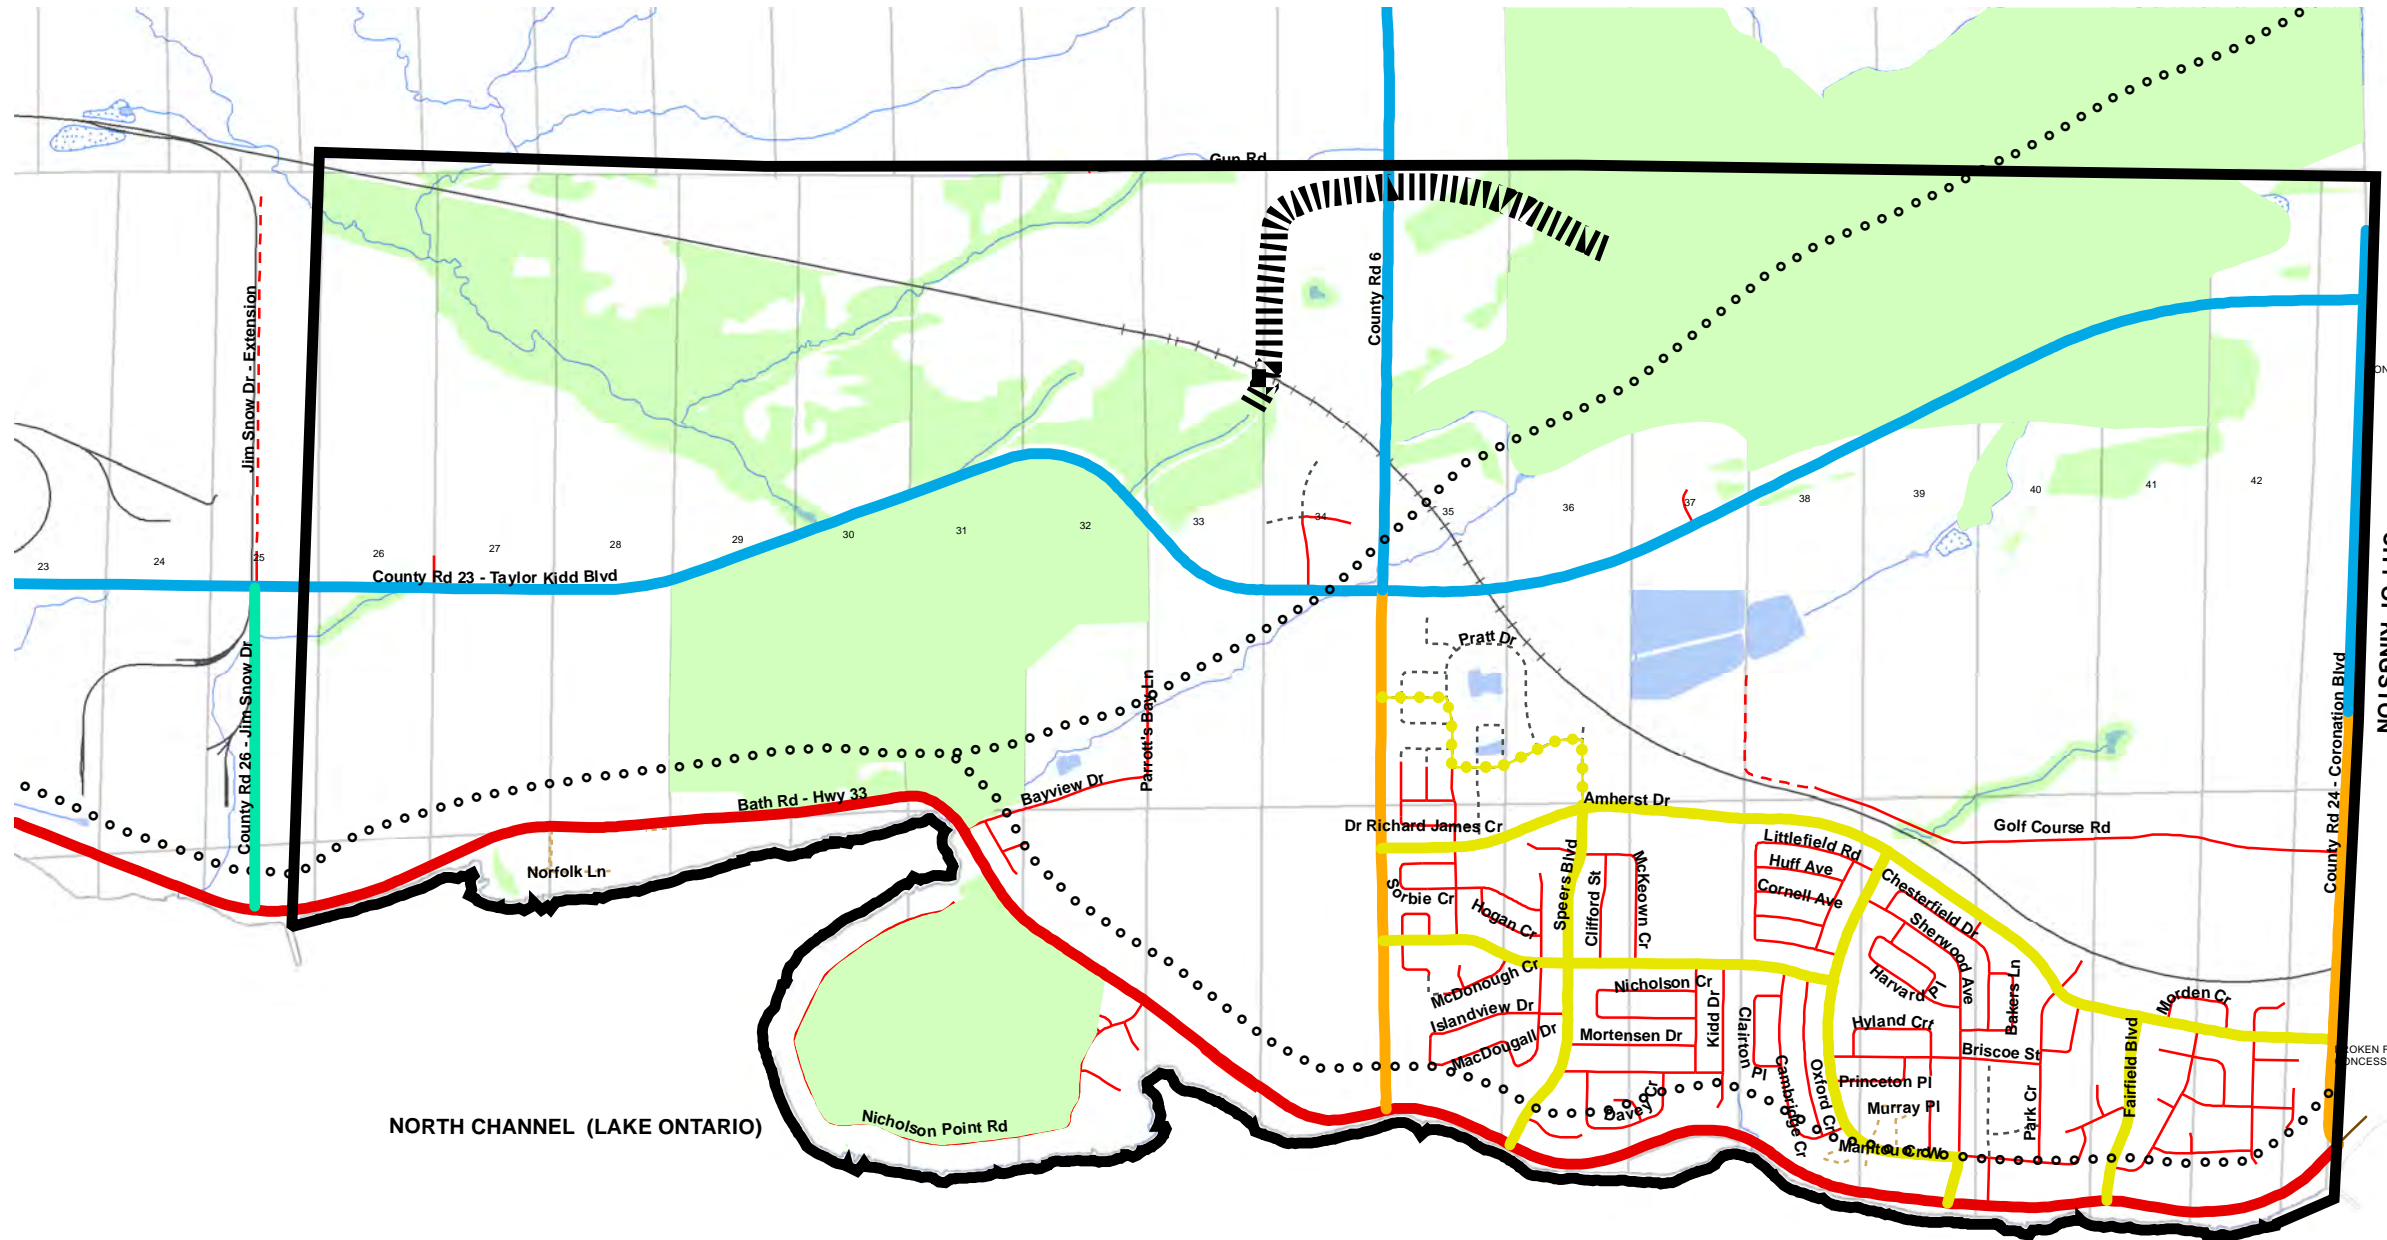 Gun Rd
County Rd 6
Jim Snow Dr - Extension
23
24
25
26
27
28
29
30
31
32
33
34
35
36
37
38
39
40
41
42
County Rd 23 - Taylor Kidd Blvd
County Rd 26 - Jim Snow Dr
County Rd 24 - Coronation Blvd
Pratt Dr
Parrott's Bay Ln
Bayview Dr
Bath Rd - Hwy 33
Norfolk Ln
Amherst Dr
Dr Richard James Cr
Golf Course Rd
Littlefield Rd
Huff Ave
Cornell Ave
Chesterfield Dr
Sherwood Ave
Harvard Pl
Sorbie Cr
Hogan Cr
Speers Blvd
Clifford St
McKeown Cr
McDonough Cr
Islandview Dr
MacDougall Dr
Nicholson Cr
Mortensen Dr
Kidd Dr
Clairton
Pl
Cambridge Cr
Oxford Cr
Davey Cr
Hyland Crt
Briscoe St
Bakers Ln
Morden Cr
Princeton Pl
Murray Pl
Manitou Cr W
Park Cr
Fairfield Blvd
Nicholson Point Rd
NORTH CHANNEL (LAKE ONTARIO)